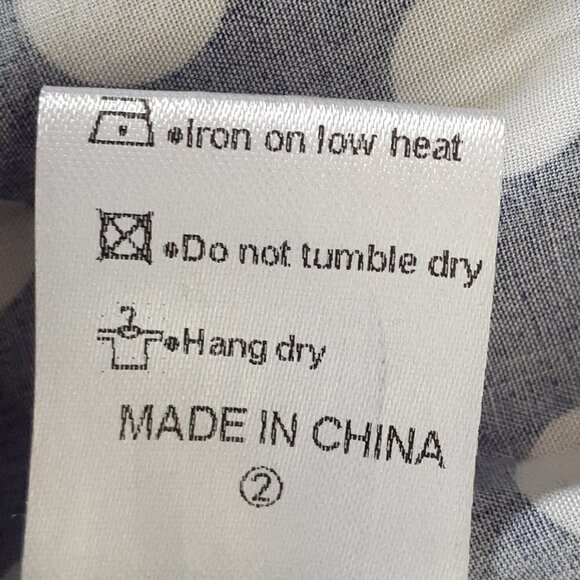 •Iron on low heat
•Do not tumble dry
•Hang dry
MADE IN CHINA
②